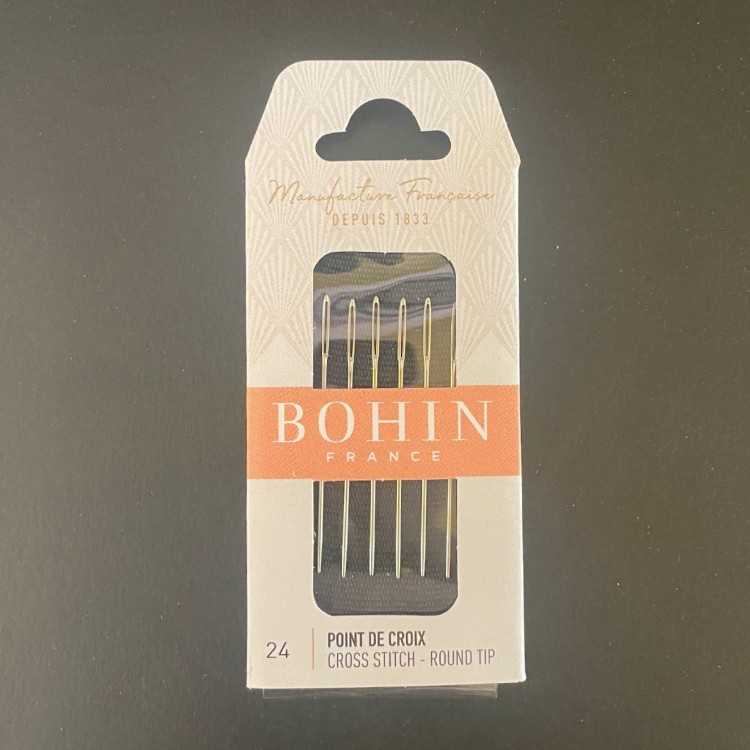 Manufacture Française
DEPUIS 1833
BOHIN
FRANCE
24
POINT DE CROIX
CROSS STITCH - ROUND TIP